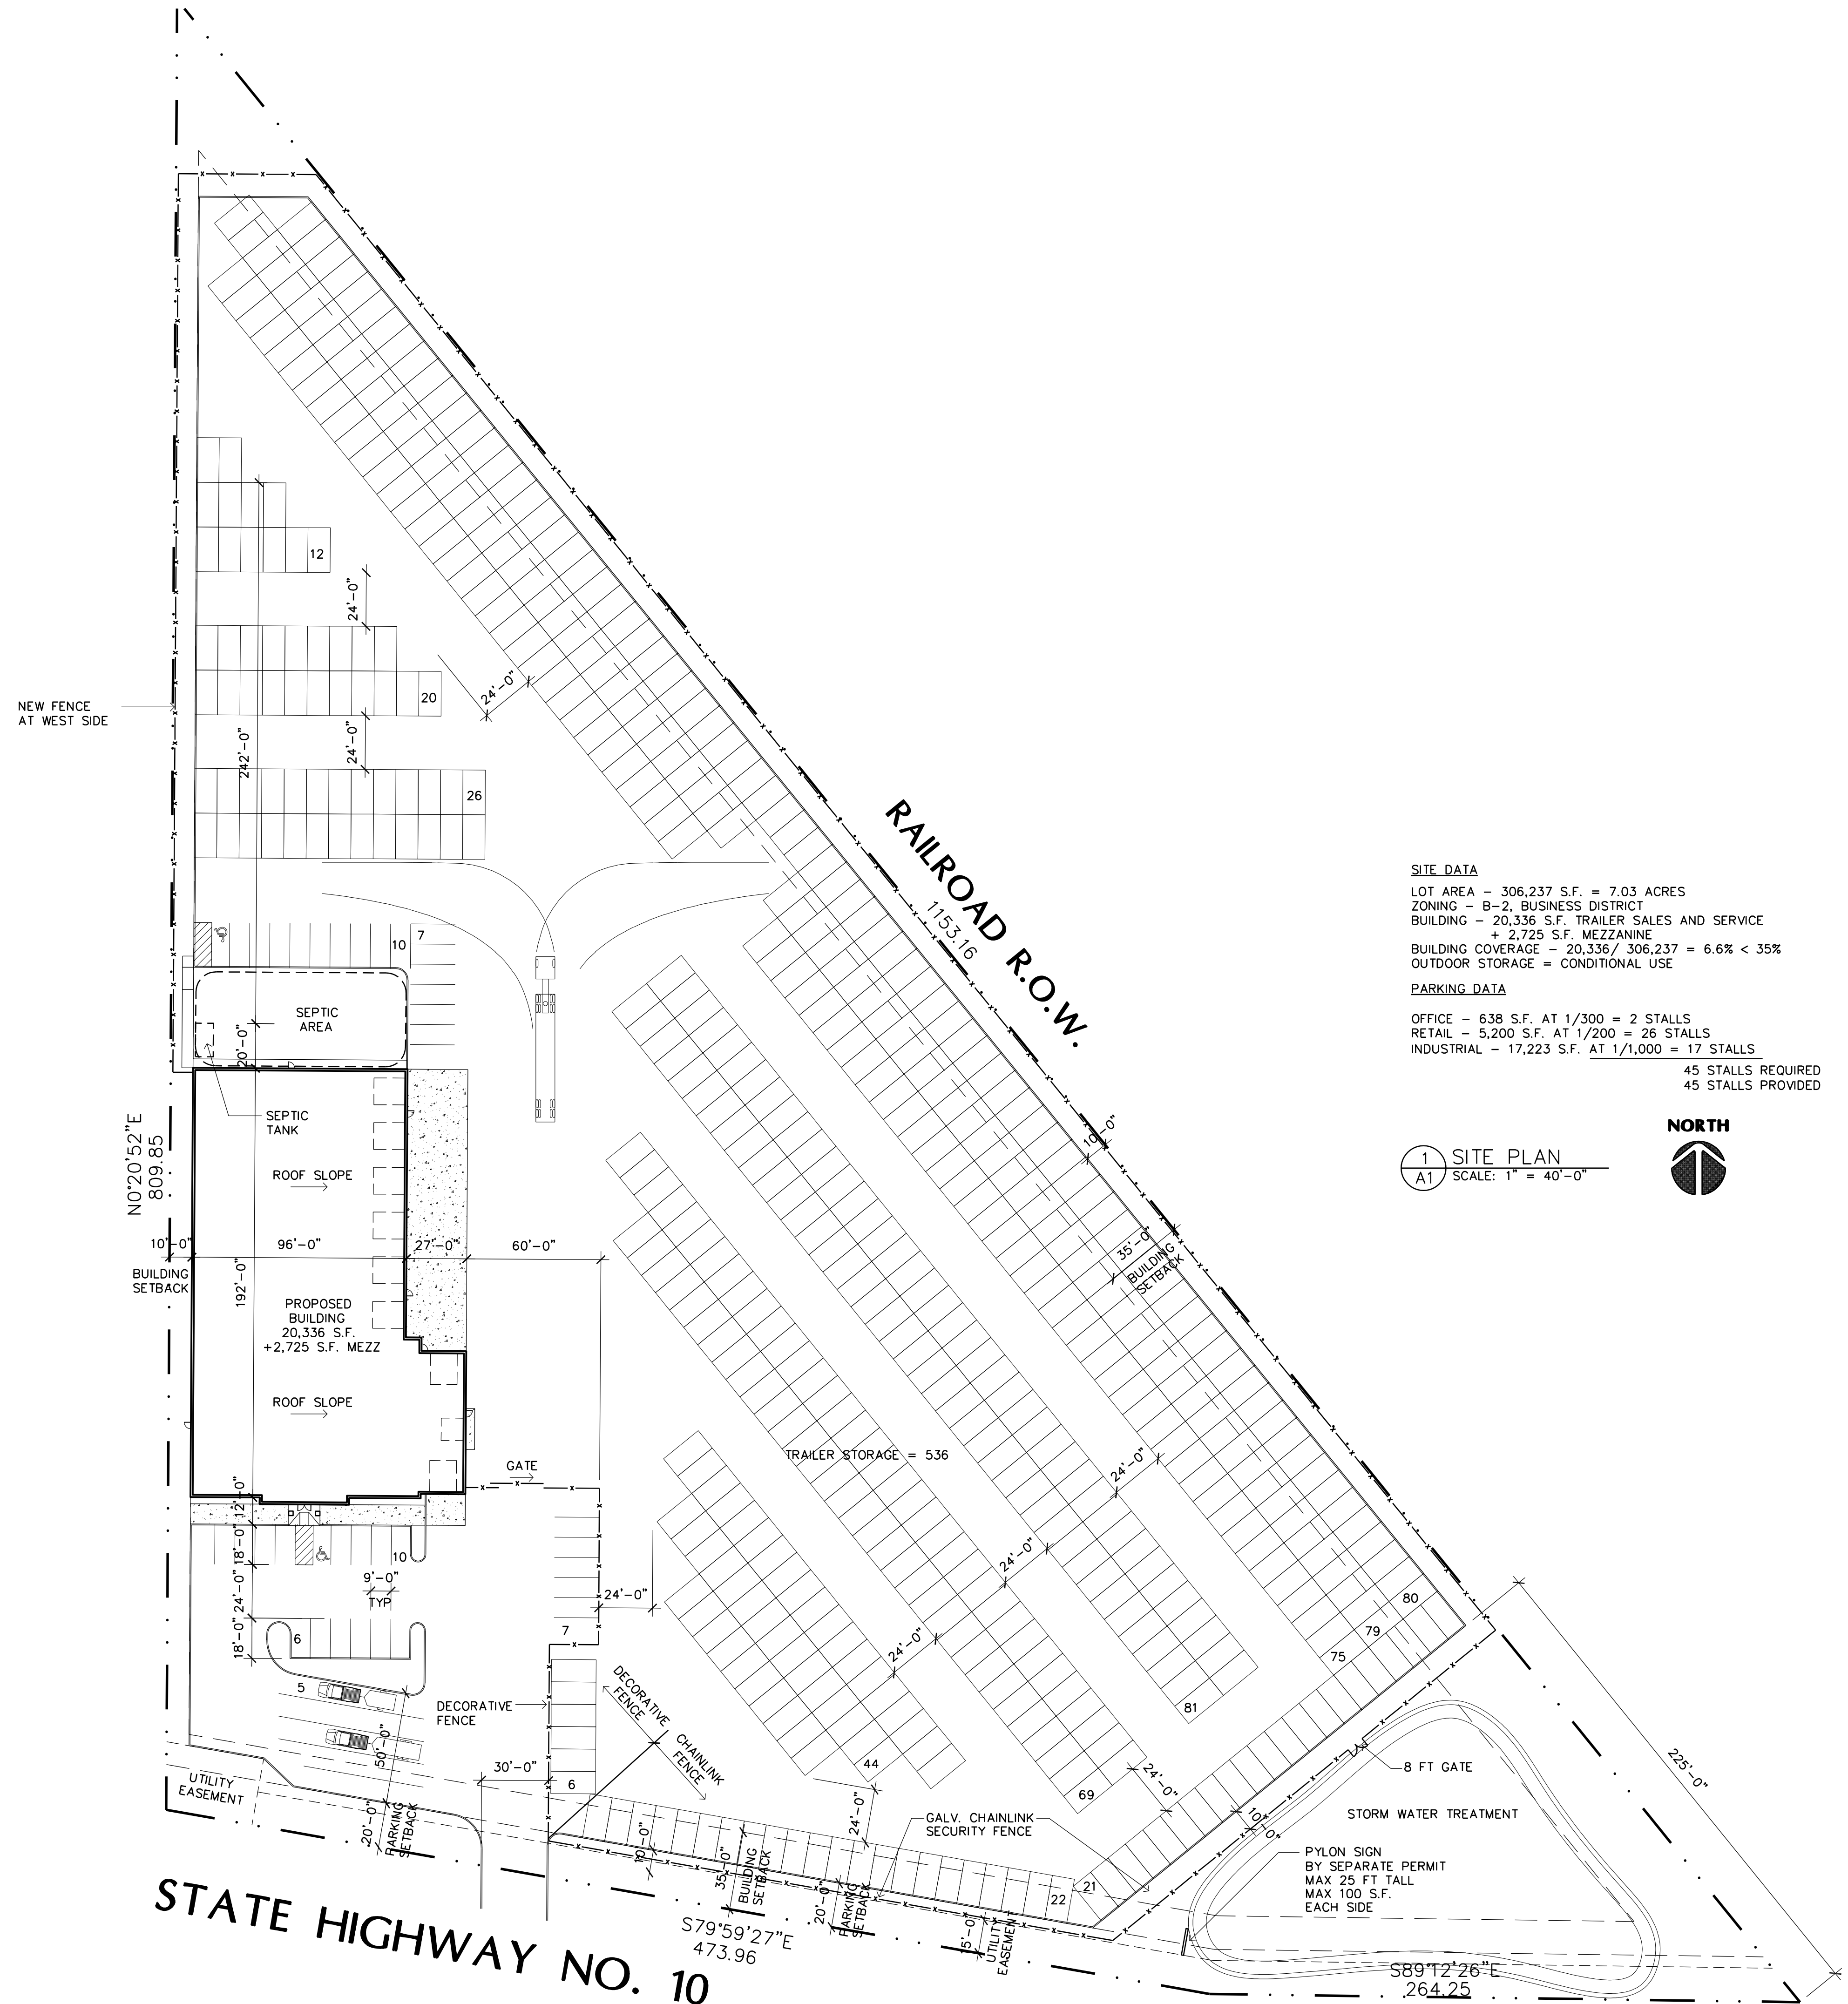 12
24'-0"
20
24'-0"
24'-0"
NEW FENCE
AT WEST SIDE
242'-0"
26
RAILROAD R.O.W.
1153.16
SITE DATA
LOT AREA – 306,237 S.F. = 7.03 ACRES
ZONING – B–2, BUSINESS DISTRICT
BUILDING – 20,336 S.F. TRAILER SALES AND SERVICE
+ 2,725 S.F. MEZZANINE
BUILDING COVERAGE – 20,336/ 306,237 = 6.6% < 35%
OUTDOOR STORAGE = CONDITIONAL USE
PARKING DATA
OFFICE – 638 S.F. AT 1/300 = 2 STALLS
RETAIL – 5,200 S.F. AT 1/200 = 26 STALLS
INDUSTRIAL – 17,223 S.F. AT 1/1,000 = 17 STALLS
45 STALLS REQUIRED
45 STALLS PROVIDED
NORTH
1
A1
SITE PLAN
SCALE: 1" = 40'-0"
10
7
SEPTIC
AREA
20'-0"
SEPTIC
TANK
N0°20'52"E
809.85
ROOF SLOPE
10'-0"
96'-0"
27'-0"
60'-0"
BUILDING
SETBACK
192'-0"
PROPOSED
BUILDING
20,336 S.F.
+2,725 S.F. MEZZ
ROOF SLOPE
10'-0"
35'-0"
BUILDING
SETBACK
TRAILER STORAGE = 536
GATE
12'-0"
18'-0"
24'-0"
18'-0"
10
9'-0"
TYP
6
5
7
24'-0"
24'-0"
24'-0"
24'-0"
80
79
75
81
DECORATIVE
FENCE
DECORATIVE
FENCE
CHAINLINK
FENCE
50'-0"
30'-0"
6
44
69
24'-0"
24'-0"
UTILITY
EASEMENT
20'-0"
PARKING
SETBACK
10'-0"
35'-0"
BUILDING
SETBACK
20'-0"
PARKING
SETBACK
15'-0"
UTILITY
EASEMENT
GALV. CHAINLINK
SECURITY FENCE
22
21
10'
10'
8 FT GATE
225'-0"
STORM WATER TREATMENT
PYLON SIGN
BY SEPARATE PERMIT
MAX 25 FT TALL
MAX 100 S.F.
EACH SIDE
STATE HIGHWAY NO. 10
S79°59'27"E
473.96
S89°12'26"E
264.25